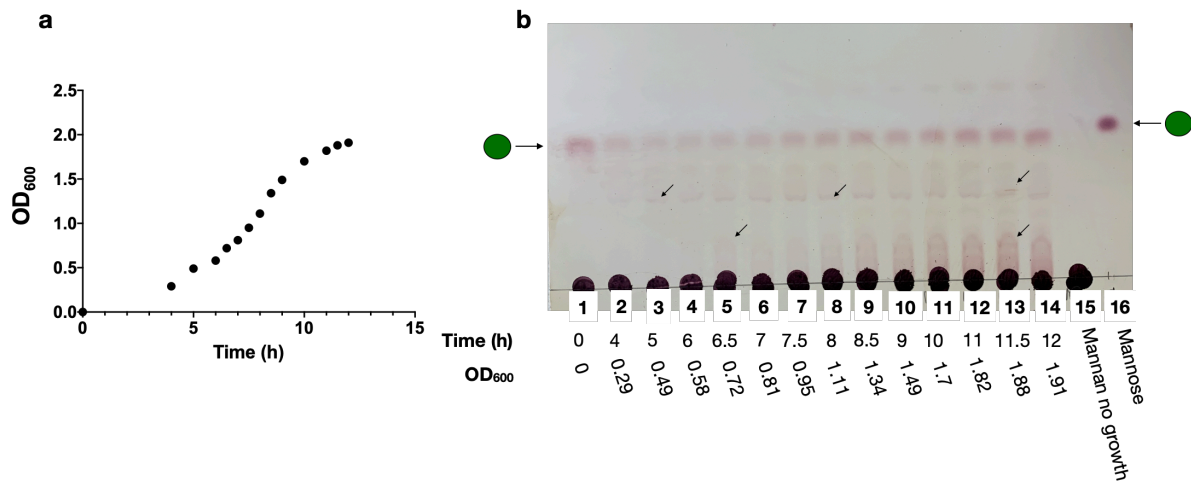 a
b
2.5
2.0
1.5
1.0
0.5
0.0
OD600
0 5 10 15
Time (h)
1 2 3 4 5 6 7 8 9 10 11 12 13 14 15 16
Time (h) 0 4 5 6 6.5 7 7.5 8 8.5 9 10 11 11.5 12
OD600 0 0.29 0.49 0.58 0.72 0.81 0.95 1.11 1.34 1.49 1.7 1.82 1.88 1.91
Mannan no growth
Mannose